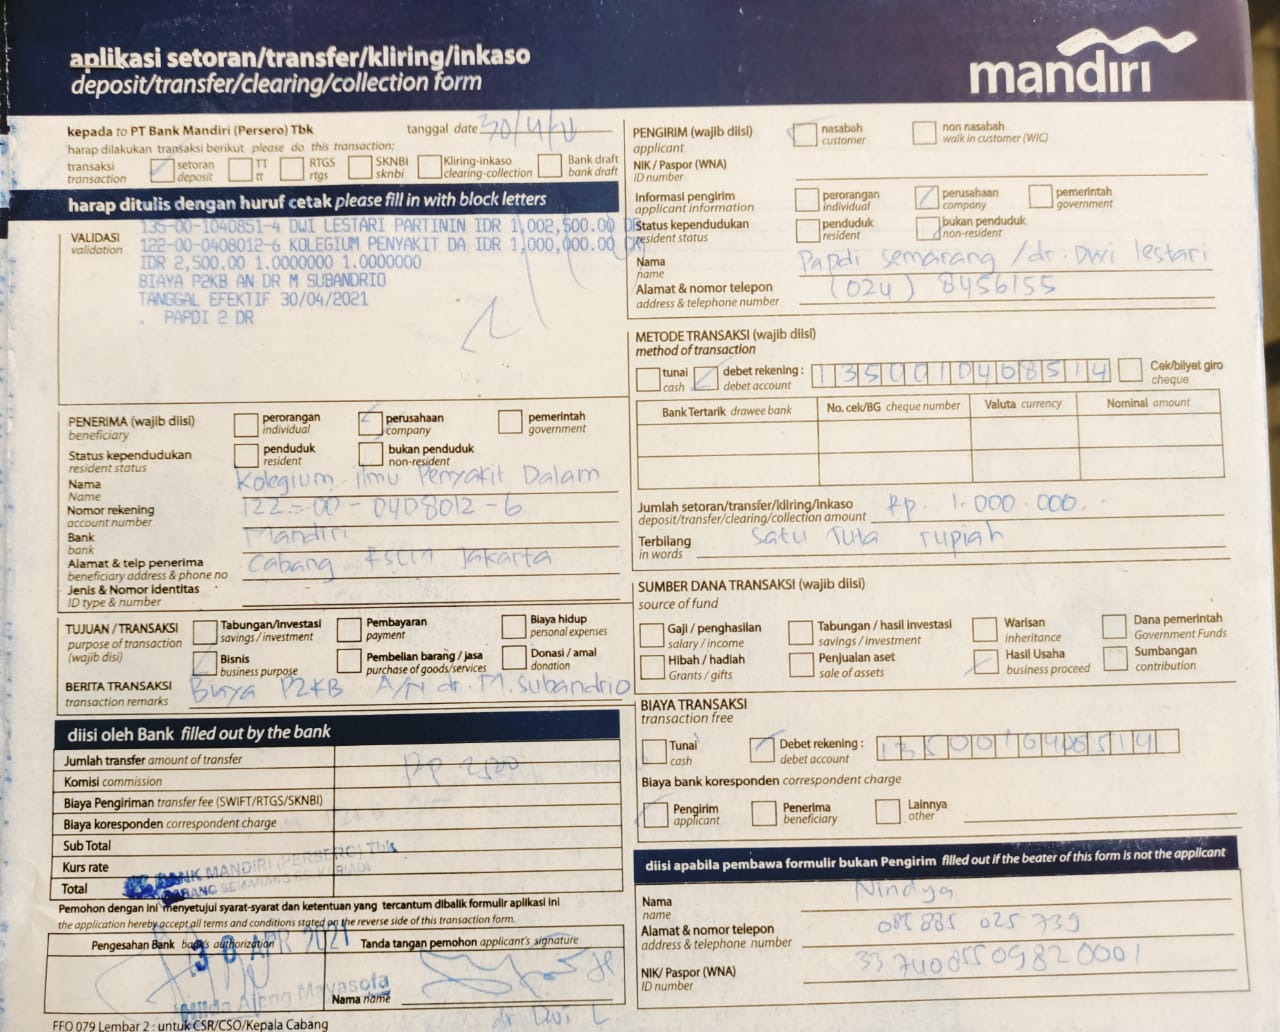 aplikasi setoran/transfer/kliring/inkaso
deposit/transfer/clearing/collection form
mandiri
kepada to PT Bank Mandiri (Persero) Tbk
tanggal date 30/4/
harap dilakukan transaksi berikut please do this transaction:
transaksi
transaction
setoran
deposit
TT
tt
RTGS
rtgs
SKNBI
sknbi
Kliring-inkaso
clearing-collection
Bank draft
bank draft
harap ditulis dengan huruf cetak please fill in with block letters
VALIDASI
validation
135-00-1040851-4 DWI LESTARI PARTININ IDR 1,002,500.00
122-00-0408012-6 KOLEGIUM PENYAKIT DA IDR 1,000,000.00
IDR 2,500.00 1.0000000 1.0000000
BIAYA P2KB AN DR M SUBANDRIO
TANGGAL EFEKTIF 30/04/2021
. PAPDI 2 DR
PENERIMA (wajib diisi)
beneficiary
perorangan
individual
perusahaan
company
pemerintah
government
Status kependudukan
resident status
penduduk
resident
bukan penduduk
non-resident
Nama Kolegium ilmu Penyakit Dalam
Name
Nomor rekening 122-00-0408012-6
account number
Bank Mandiri
bank
Alamat & telp penerima Cabang RSCM Jakarta
beneficiary address & phone no
Jenis & Nomor identitas
ID type & number
TUJUAN / TRANSAKSI
purpose of transaction
(wajib disi)
Tabungan/Investasi
savings / investment
Pembayaran
payment
Biaya hidup
personal expenses
Bisnis
business purpose
Pembelian barang / jasa
purchase of goods/services
Donasi / amal
donation
BERITA TRANSAKSI Biaya P2KB A/N dr. M. Subandrio
transaction remarks
diisi oleh Bank filled out by the bank
Jumlah transfer amount of transfer Rp 2500
Komisi commission
Biaya Pengiriman transfer fee (SWIFT/RTGS/SKNBI)
Biaya koresponden correspondent charge
Sub Total
Kurs rate
Total
BANK MANDIRI (PERSERO) Tbk
CABANG SEMARANG RS. KARIADI
Pemohon dengan ini menyetujui syarat-syarat dan ketentuan yang tercantum dibalik formulir aplikasi ini
the application hereby accept all terms and conditions stated on the reverse side of this transaction form.
Pengesahan Bank bank's authorization
Tanda tangan pemohon applicant's signature
30 APR 2021
Nama name
dr Dwi L
FFO 079 Lembar 2 : untuk CSR/CSO/Kepala Cabang
PENGIRIM (wajib diisi)
applicant
nasabah
customer
non nasabah
walk in customer (WIC)
NIK / Paspor (WNA)
ID number
Informasi pengirim
applicant information
perorangan
individual
perusahaan
company
pemerintah
government
Status kependudukan
resident status
penduduk
resident
bukan penduduk
non-resident
Nama Papdi Semarang / dr. Dwi lestari
name
Alamat & nomor telepon (024) 8456155
address & telephone number
METODE TRANSAKSI (wajib diisi)
method of transaction
tunai
cash
debet rekening : 1350010408514
debet account
Cek/bilyet giro
cheque
Bank Tertarik drawee bank
No. cek/BG cheque number
Valuta currency
Nominal amount
Jumlah setoran/transfer/kliring/inkaso Rp. 1.000.000.
deposit/transfer/clearing/collection amount
Terbilang Satu Juta rupiah
in words
SUMBER DANA TRANSAKSI (wajib diisi)
source of fund
Gaji / penghasilan
salary / income
Tabungan / hasil investasi
savings / investment
Warisan
inheritance
Dana pemerintah
Government Funds
Hibah / hadiah
Grants / gifts
Penjualan aset
sale of assets
Hasil Usaha
business proceed
Sumbangan
contribution
BIAYA TRANSAKSI
transaction free
Tunai
cash
Debet rekening : 1350010408514
debet account
Biaya bank koresponden correspondent charge
Pengirim
applicant
Penerima
beneficiary
Lainnya
other
diisi apabila pembawa formulir bukan Pengirim filled out if the beater of this form is not the applicant
Nama Nindya
name
Alamat & nomor telepon 085885 025 739
address & telephone number
NIK/ Paspor (WNA) 3374085509820001
ID number